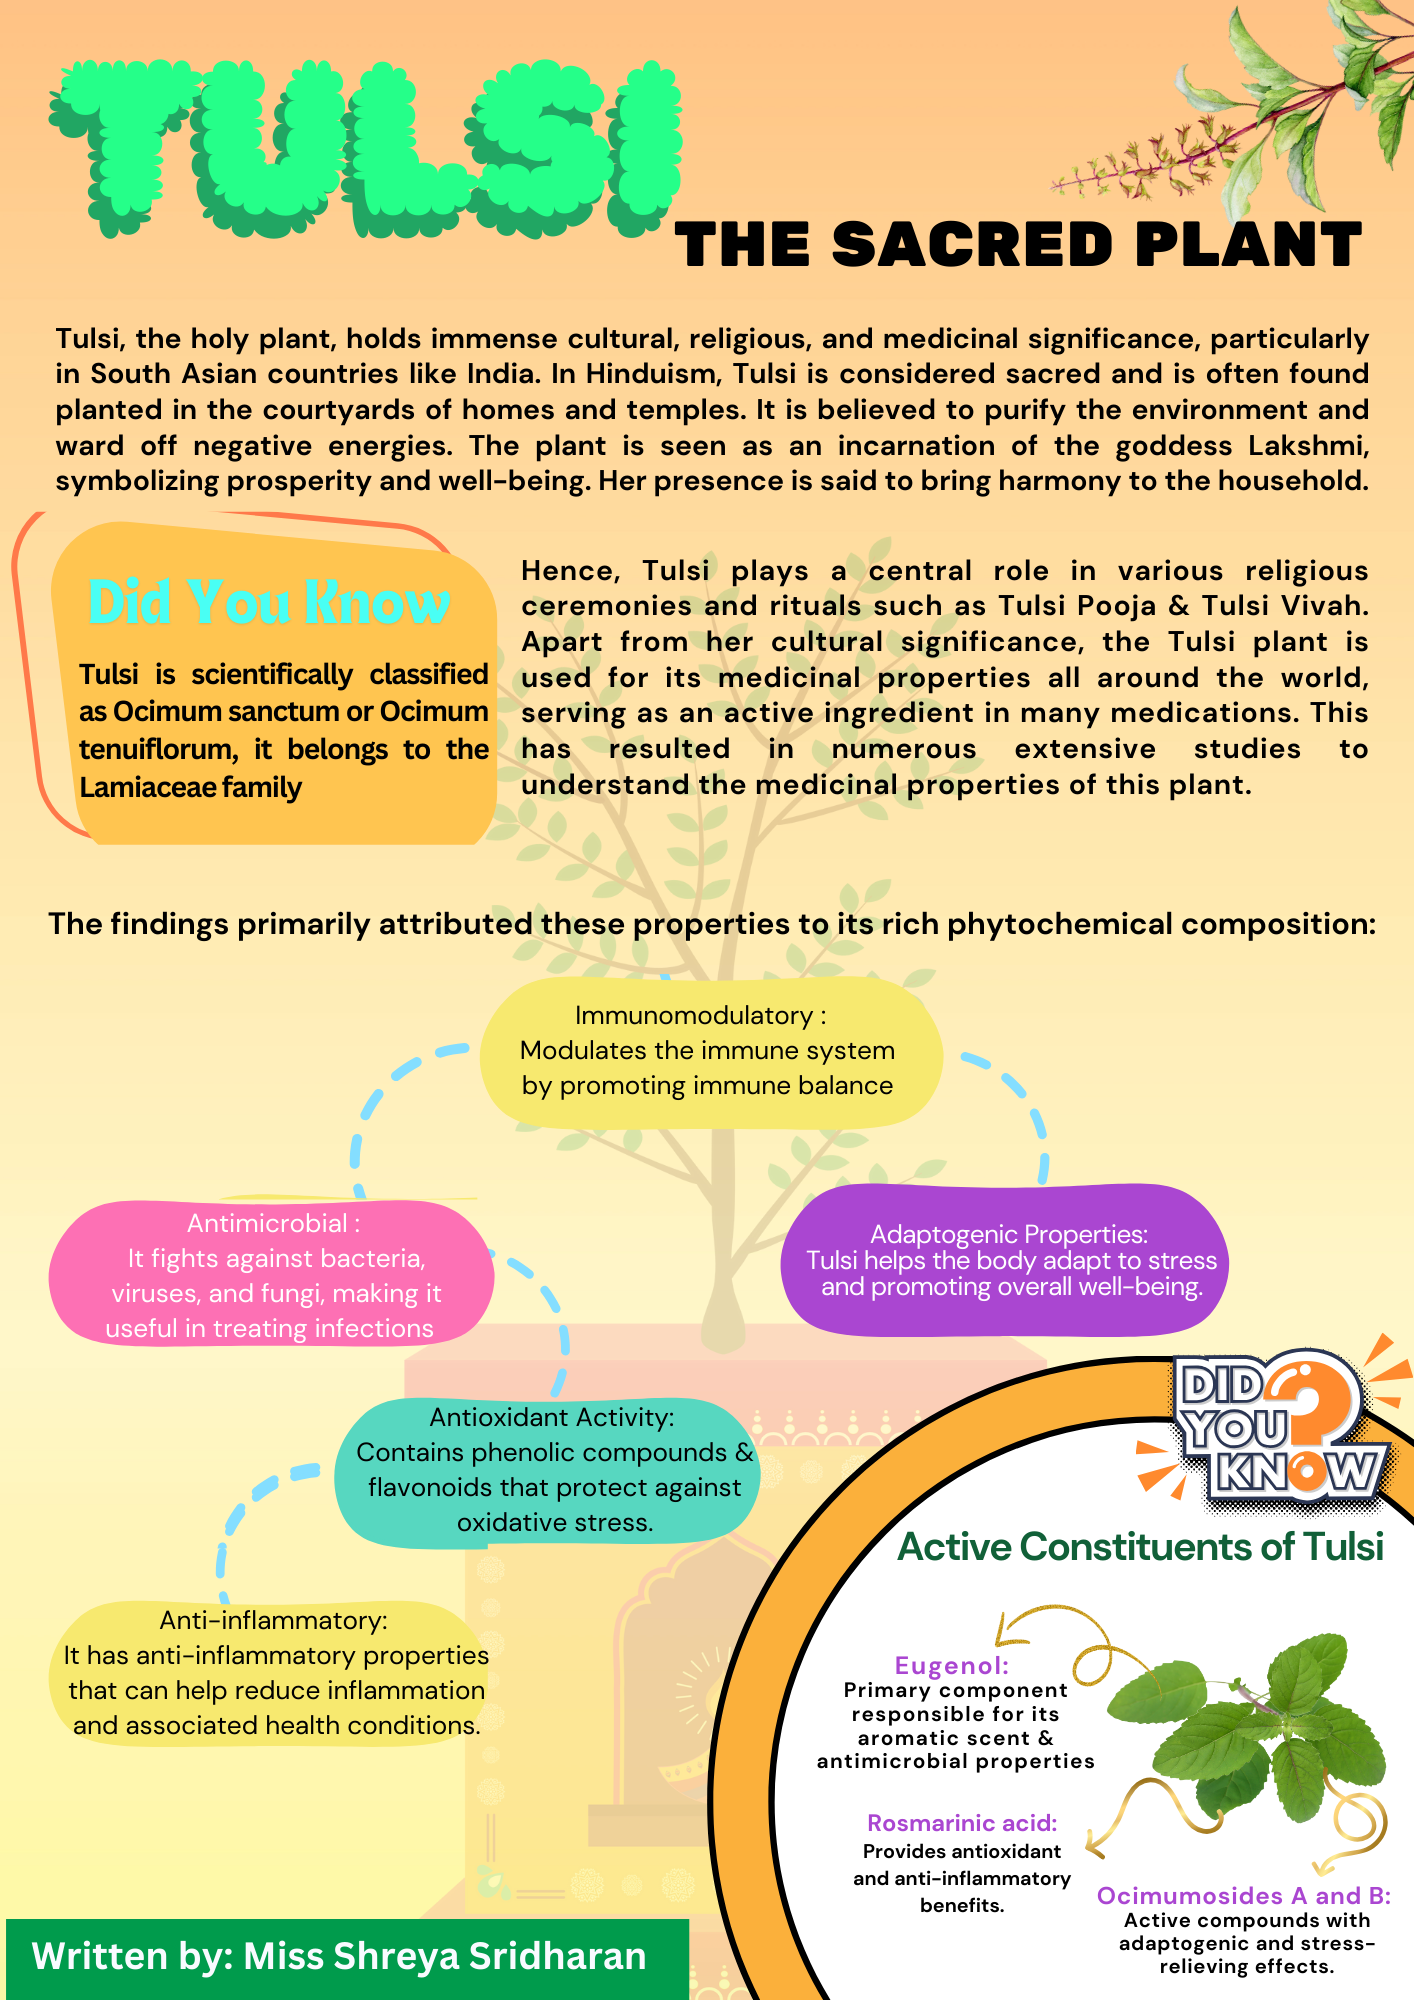 TULSI
THE SACRED PLANT
Tulsi, the holy plant, holds immense cultural, religious, and medicinal significance, particularly
in South Asian countries like India. In Hinduism, Tulsi is considered sacred and is often found
planted in the courtyards of homes and temples. It is believed to purify the environment and
ward off negative energies. The plant is seen as an incarnation of the goddess Lakshmi,
symbolizing prosperity and well-being. Her presence is said to bring harmony to the household.
Did You Know
Tulsi is scientifically classified
as Ocimum sanctum or Ocimum
tenuiflorum, it belongs to the
Lamiaceae family
Hence, Tulsi plays a central role in various religious
ceremonies and rituals such as Tulsi Pooja & Tulsi Vivah.
Apart from her cultural significance, the Tulsi plant is
used for its medicinal properties all around the world,
serving as an active ingredient in many medications. This
has resulted in numerous extensive studies to
understand the medicinal properties of this plant.
The findings primarily attributed these properties to its rich phytochemical composition:
Immunomodulatory :
Modulates the immune system
by promoting immune balance
Antimicrobial :
It fights against bacteria,
viruses, and fungi, making it
useful in treating infections
Adaptogenic Properties:
Tulsi helps the body adapt to stress
and promoting overall well-being.
Antioxidant Activity:
Contains phenolic compounds &
flavonoids that protect against
oxidative stress.
Anti-inflammatory:
It has anti-inflammatory properties
that can help reduce inflammation
and associated health conditions.
DID
YOU
KNOW
?
Active Constituents of Tulsi
Eugenol:
Primary component
responsible for its
aromatic scent &
antimicrobial properties
Rosmarinic acid:
Provides antioxidant
and anti-inflammatory
benefits.
Ocimumosides A and B:
Active compounds with
adaptogenic and stress-
relieving effects.
Written by: Miss Shreya Sridharan